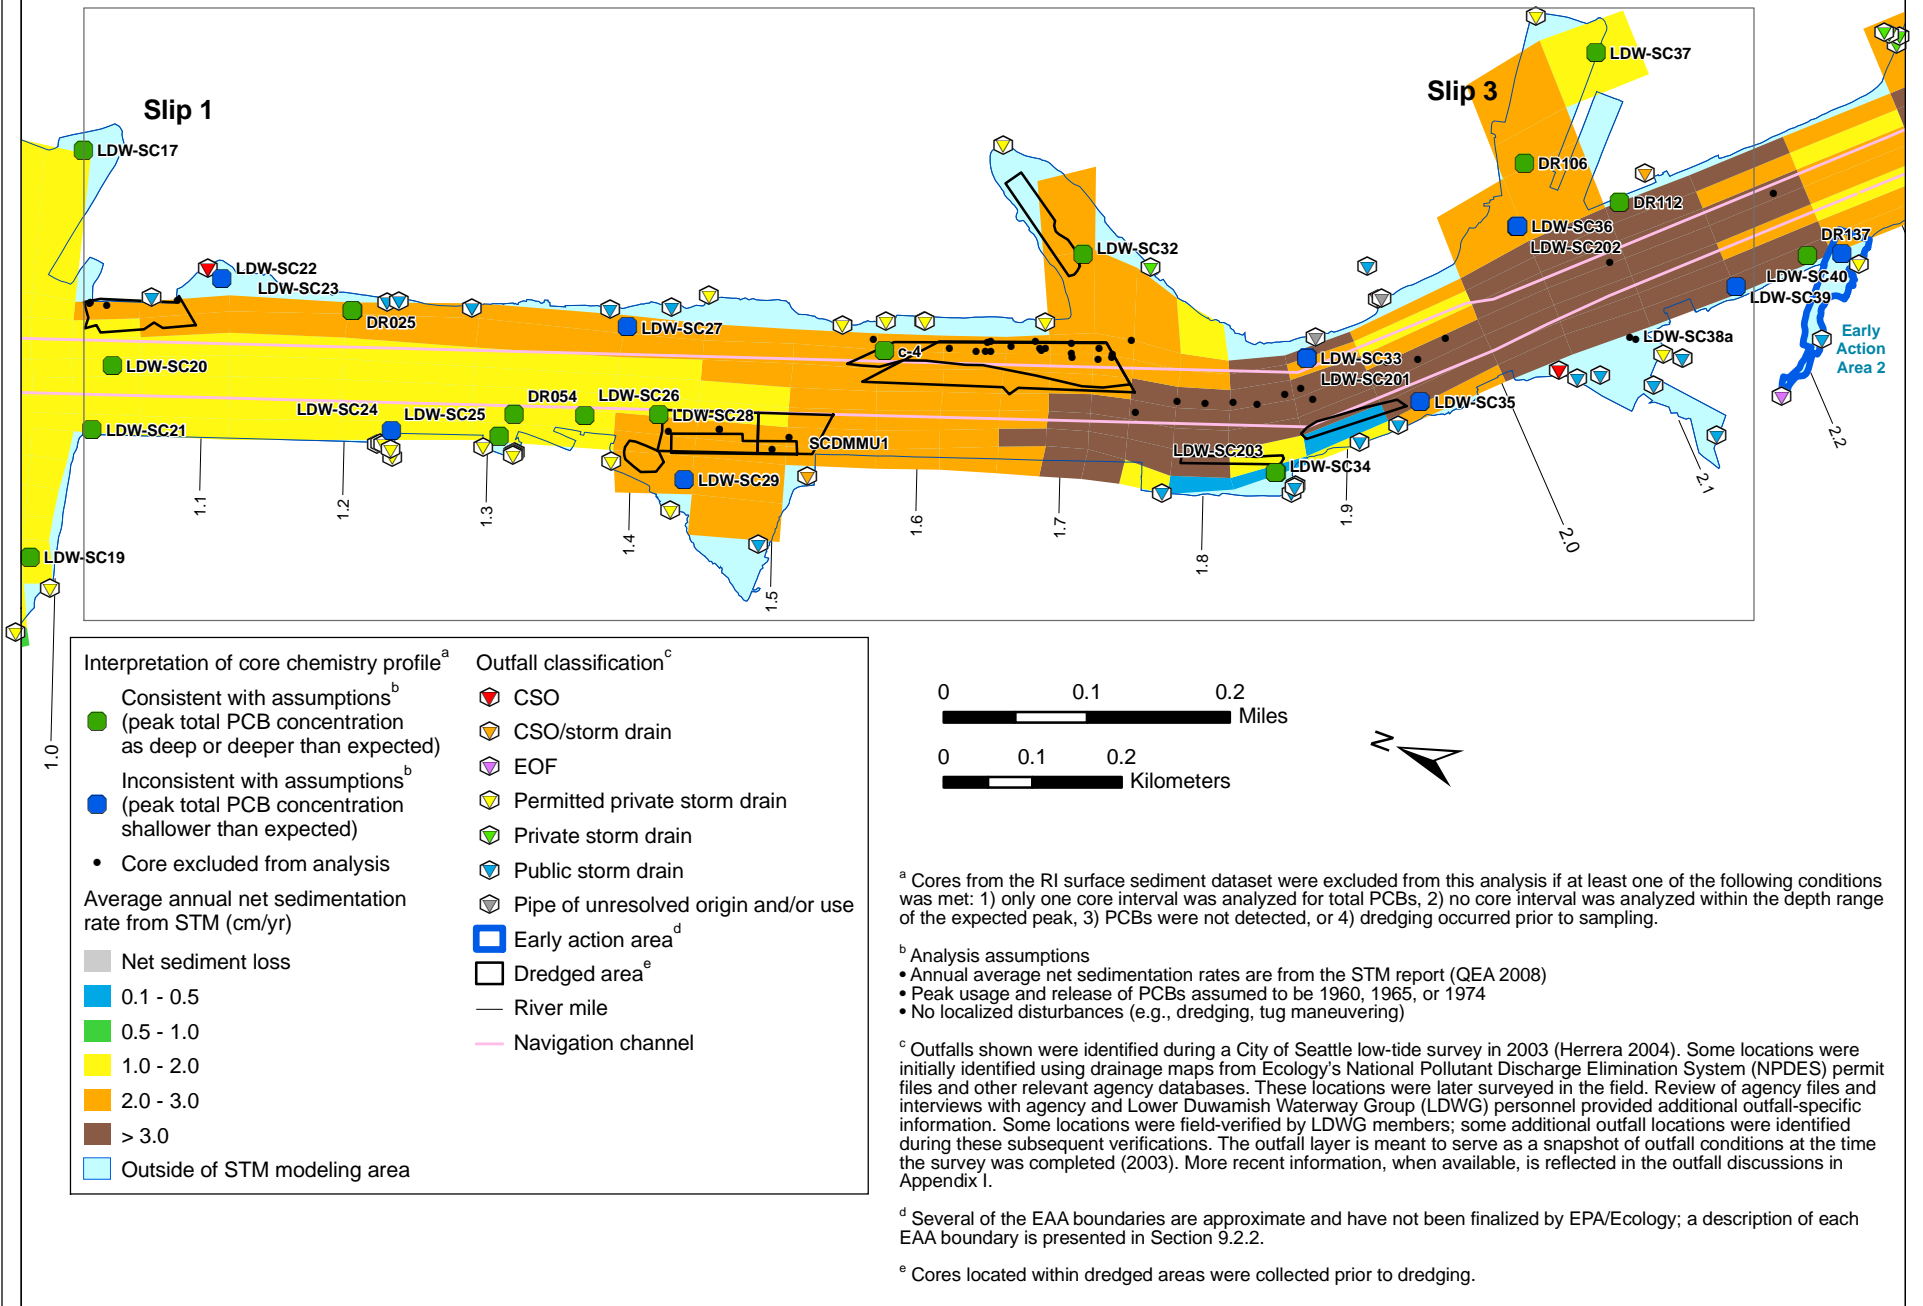 Slip 1
Slip 3
LDW-SC37
LDW-SC17
DR106
DR112
LDW-SC36
LDW-SC202
DR137
LDW-SC32
LDW-SC22
LDW-SC23
LDW-SC40
LDW-SC39
DR025
LDW-SC27
c-4
LDW-SC33
LDW-SC201
LDW-SC38a
Early
Action
Area 2
LDW-SC20
LDW-SC24
LDW-SC25
DR054
LDW-SC26
LDW-SC28
LDW-SC35
LDW-SC21
SCDMMU1
LDW-SC203
LDW-SC34
LDW-SC29
LDW-SC19
1.0
1.1
1.2
1.3
1.4
1.5
1.6
1.7
1.8
1.9
2.0
2.1
2.2
Interpretation of core chemistry profile a
Consistent with assumptions b
(peak total PCB concentration
as deep or deeper than expected)
Inconsistent with assumptions b
(peak total PCB concentration
shallower than expected)
Core excluded from analysis
Average annual net sedimentation
rate from STM (cm/yr)
Net sediment loss
0.1 - 0.5
0.5 - 1.0
1.0 - 2.0
2.0 - 3.0
> 3.0
Outside of STM modeling area
Outfall classification c
CSO
CSO/storm drain
EOF
Permitted private storm drain
Private storm drain
Public storm drain
Pipe of unresolved origin and/or use
Early action area d
Dredged area e
River mile
Navigation channel
0 0.1 0.2
Miles
0 0.1 0.2
Kilometers
N
a Cores from the RI surface sediment dataset were excluded from this analysis if at least one of the following conditions
was met: 1) only one core interval was analyzed for total PCBs, 2) no core interval was analyzed within the depth range
of the expected peak, 3) PCBs were not detected, or 4) dredging occurred prior to sampling.
b Analysis assumptions
• Annual average net sedimentation rates are from the STM report (QEA 2008)
• Peak usage and release of PCBs assumed to be 1960, 1965, or 1974
• No localized disturbances (e.g., dredging, tug maneuvering)
c Outfalls shown were identified during a City of Seattle low-tide survey in 2003 (Herrera 2004). Some locations were
initially identified using drainage maps from Ecology's National Pollutant Discharge Elimination System (NPDES) permit
files and other relevant agency databases. These locations were later surveyed in the field. Review of agency files and
interviews with agency and Lower Duwamish Waterway Group (LDWG) personnel provided additional outfall-specific
information. Some locations were field-verified by LDWG members; some additional outfall locations were identified
during these subsequent verifications. The outfall layer is meant to serve as a snapshot of outfall conditions at the time
the survey was completed (2003). More recent information, when available, is reflected in the outfall discussions in
Appendix I.
d Several of the EAA boundaries are approximate and have not been finalized by EPA/Ecology; a description of each
EAA boundary is presented in Section 9.2.2.
e Cores located within dredged areas were collected prior to dredging.